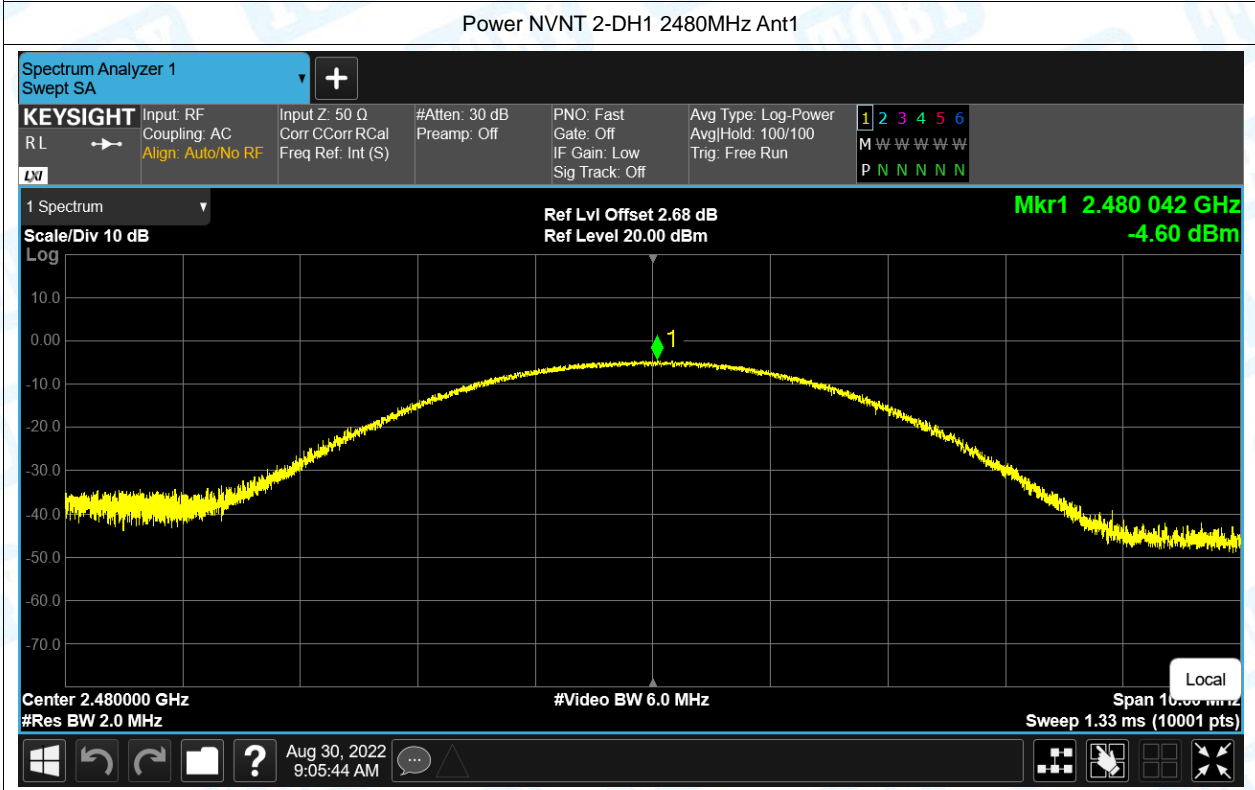 Power NVNT 2-DH1 2480MHz Ant1
Spectrum Analyzer 1
Swept SA
KEYSIGHT
RL
LXI
Input: RF
Coupling: AC
Align: Auto/No RF
Input Z: 50 Ω
Corr CCorr RCal
Freq Ref: Int (S)
#Atten: 30 dB
Preamp: Off
PNO: Fast
Gate: Off
IF Gain: Low
Sig Track: Off
Avg Type: Log-Power
Avg|Hold: 100/100
Trig: Free Run
1 2 3 4 5 6
M W W W W W
P N N N N N
1 Spectrum
Scale/Div 10 dB
Log
Ref Lvl Offset 2.68 dB
Ref Level 20.00 dBm
Mkr1 2.480 042 GHz
-4.60 dBm
10.0
0.00
-10.0
-20.0
-30.0
-40.0
-50.0
-60.0
-70.0
1
Local
Center 2.480000 GHz
#Video BW 6.0 MHz
Span 10.00 MHz
#Res BW 2.0 MHz
Sweep 1.33 ms (10001 pts)
?
Aug 30, 2022
9:05:44 AM